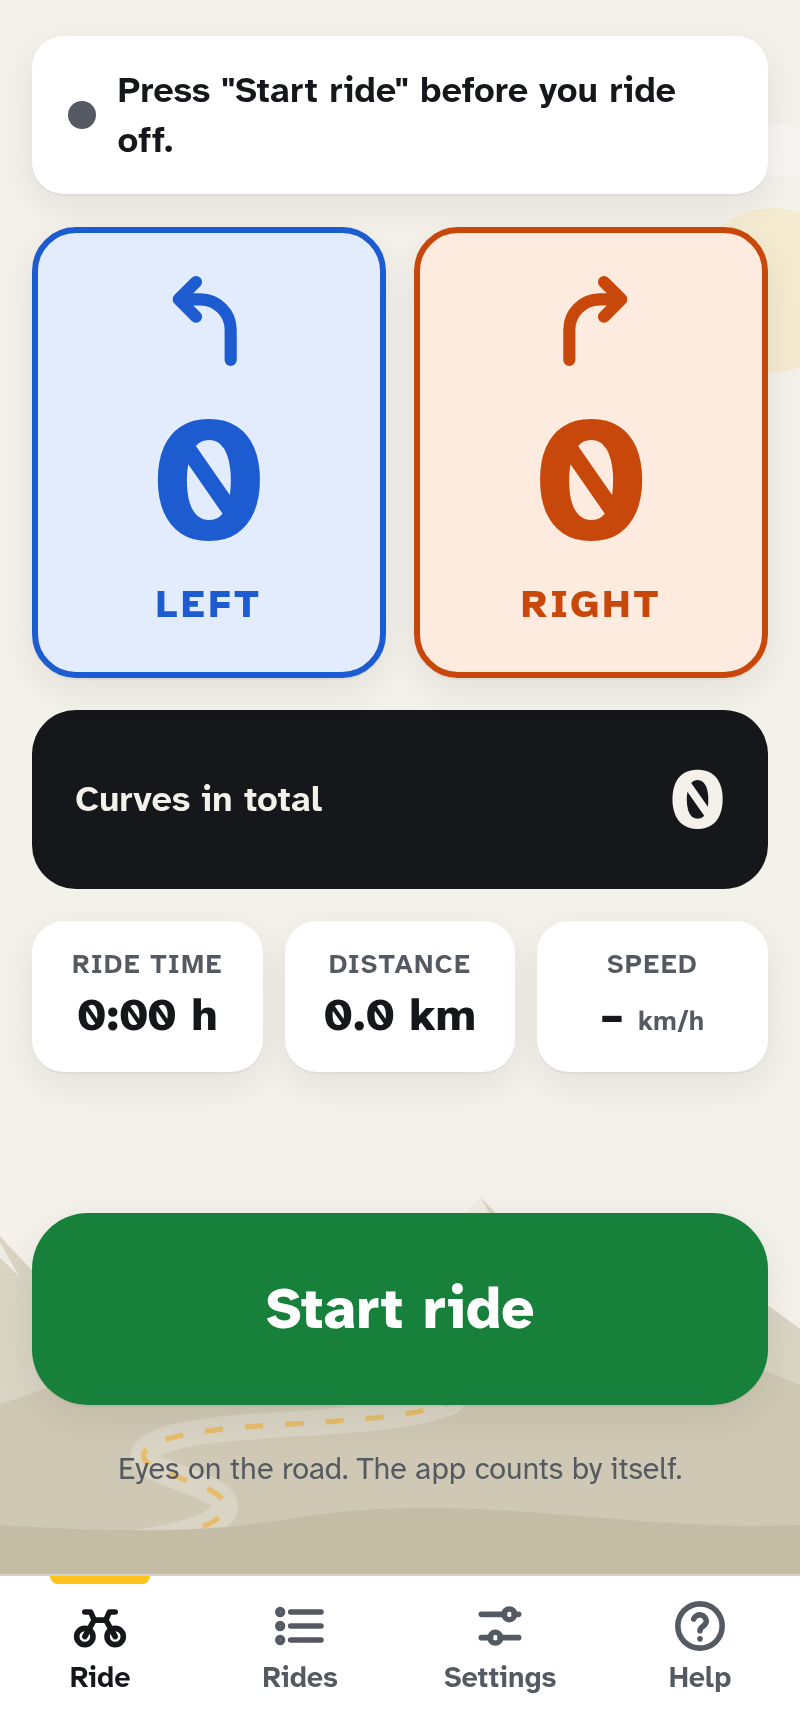 Press "Start ride" before you ride
off.
0
LEFT
0
RIGHT
Curves in total
0
RIDE TIME
0:00 h
DISTANCE
0.0 km
SPEED
– km/h
Start ride
Eyes on the road. The app counts by itself.
Ride
Rides
Settings
Help